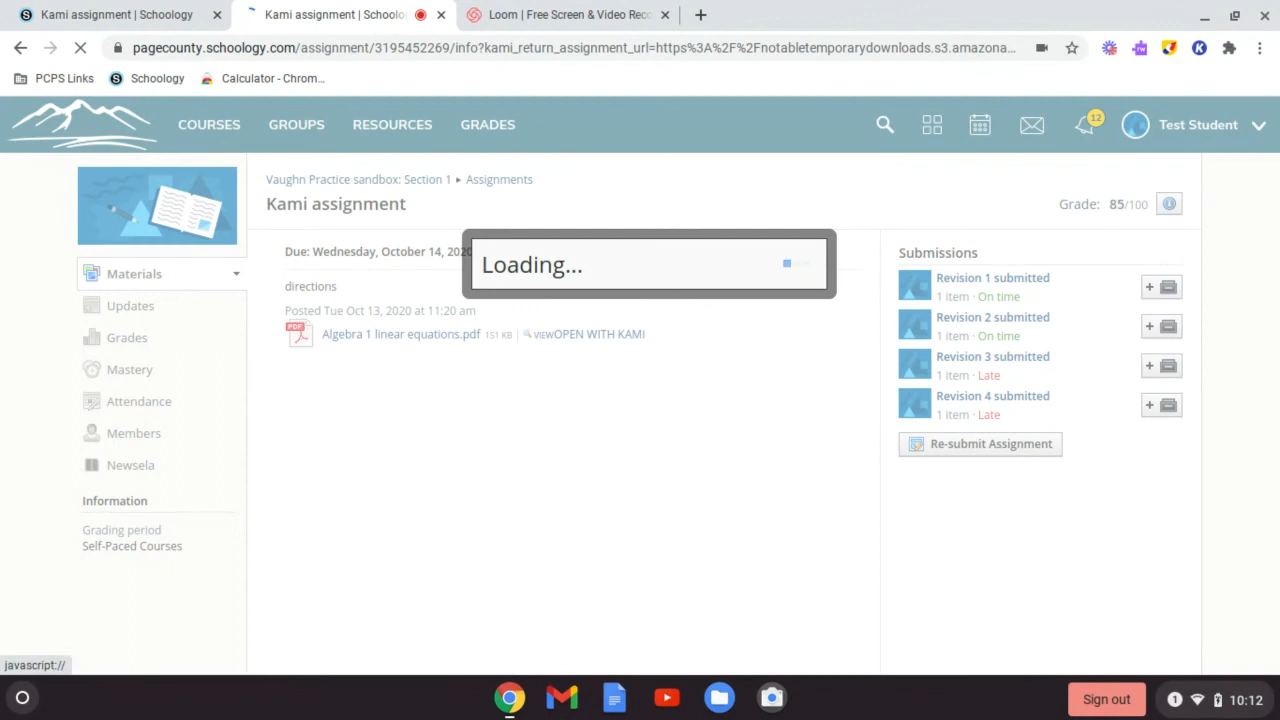 Kami assignment | Schoology
Kami assignment | Schoolo
Loom | Free Screen & Video Reco
pagecounty.schoology.com/assignment/3195452269/info?kami_return_assignment_url=https%3A%2F%2Fnotabletemporarydownloads.s3.amazona...
PCPS Links
Schoology
Calculator - Chrom...
COURSES
GROUPS
RESOURCES
GRADES
12
Test Student
Vaughn Practice sandbox: Section 1 ▸ Assignments
Kami assignment
Grade: 85/100
Materials
Updates
Grades
Mastery
Attendance
Members
Newsela
Information
Grading period
Self-Paced Courses
Due: Wednesday, October 14, 2020
Loading...
directions
Posted Tue Oct 13, 2020 at 11:20 am
PDF
Algebra 1 linear equations.pdf 151 KB | VIEWOPEN WITH KAMI
Submissions
Revision 1 submitted
1 item · On time
Revision 2 submitted
1 item · On time
Revision 3 submitted
1 item · Late
Revision 4 submitted
1 item · Late
Re-submit Assignment
javascript://
Sign out
1
10:12